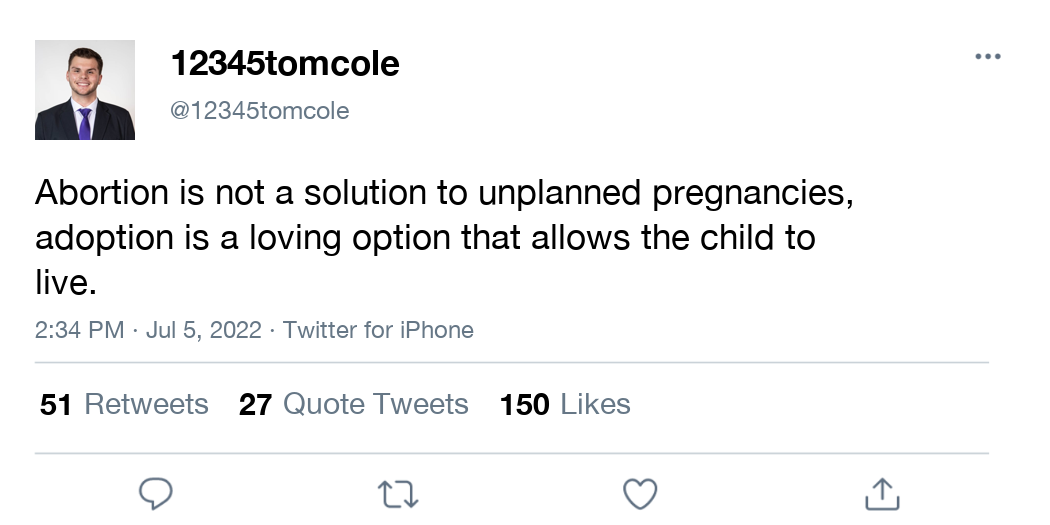 12345tomcole
@12345tomcole
Abortion is not a solution to unplanned pregnancies,
adoption is a loving option that allows the child to
live.
2:34 PM · Jul 5, 2022 · Twitter for iPhone
51 Retweets 27 Quote Tweets 150 Likes